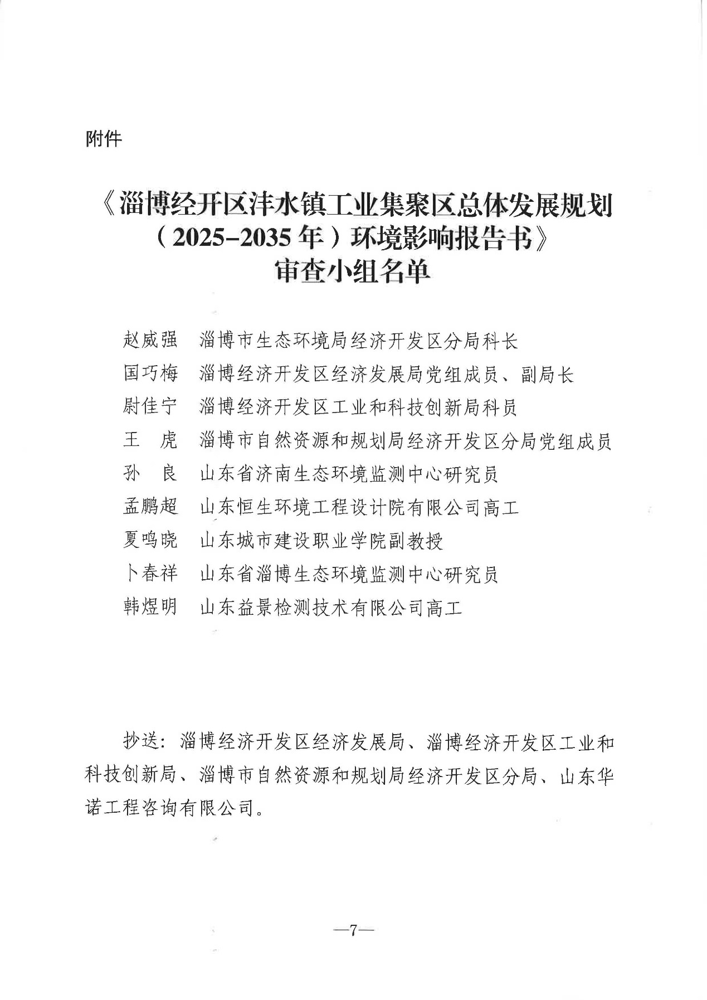 附件
《淄博经开区沣水镇工业集聚区总体发展规划
（2025-2035 年）环境影响报告书》
审查小组名单
赵威强 淄博市生态环境局经济开发区分局科长
国巧梅 淄博经济开发区经济发展局党组成员、副局长
尉佳宁 淄博经济开发区工业和科技创新局科员
王 虎 淄博市自然资源和规划局经济开发区分局党组成员
孙 良 山东省济南生态环境监测中心研究员
孟鹏超 山东恒生环境工程设计院有限公司高工
夏鸣晓 山东城市建设职业学院副教授
卜春祥 山东省淄博生态环境监测中心研究员
韩煜明 山东益景检测技术有限公司高工
抄送：淄博经济开发区经济发展局、淄博经济开发区工业和
科技创新局、淄博市自然资源和规划局经济开发区分局、山东华
诺工程咨询有限公司。
—7—